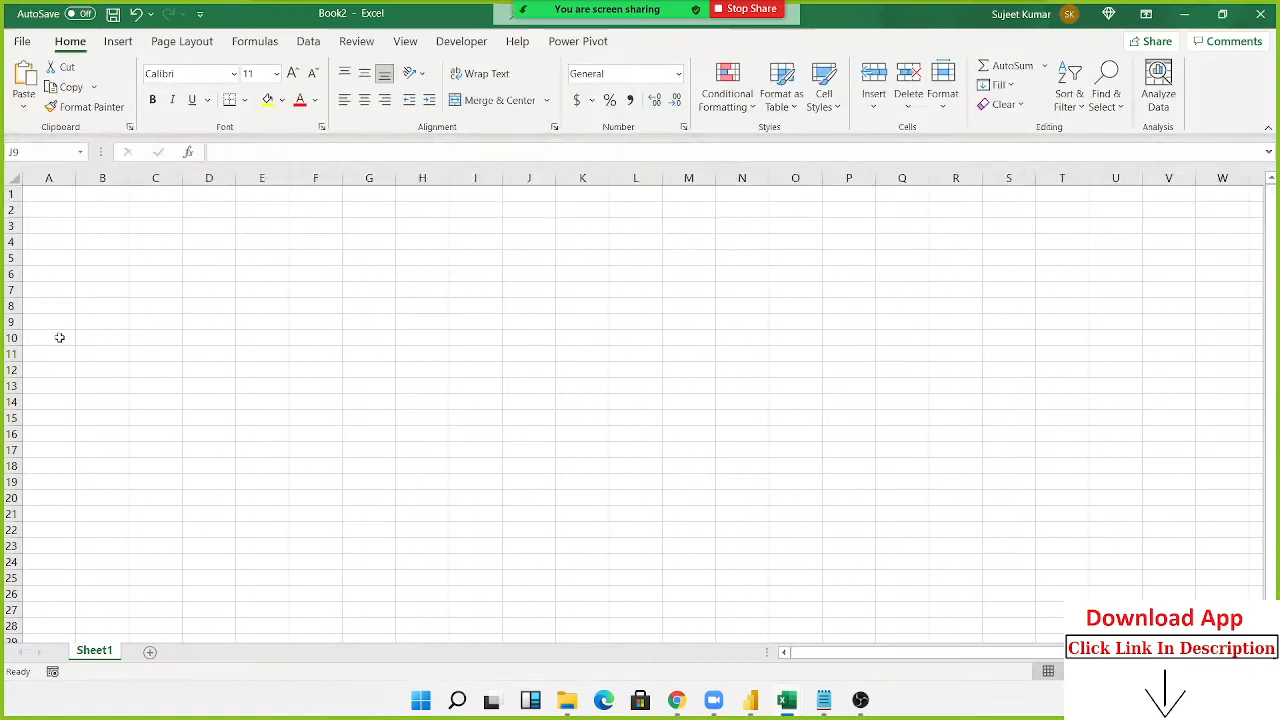 AutoSave Off Book2 - Excel You are screen sharing Stop Share Sujeet Kumar SK
File Home Insert Page Layout Formulas Data Review View Developer Help Power Pivot Share Comments
Paste Cut Copy Format Painter Clipboard
Calibri 11 B I U A Font
Wrap Text Merge & Center Alignment
General $ % , Number
Conditional Formatting Format as Table Cell Styles Styles
Insert Delete Format Cells
AutoSum Fill Clear Sort & Filter Find & Select Editing
Analyze Data Analysis
J9 fx
A B C D E F G H I J K L M N O P Q R S T U V W
1
2
3
4
5
6
7
8
9
10
11
12
13
14
15
16
17
18
19
20
21
22
23
24
25
26
27
28
29
Sheet1
Ready
Download App
Click Link In Description